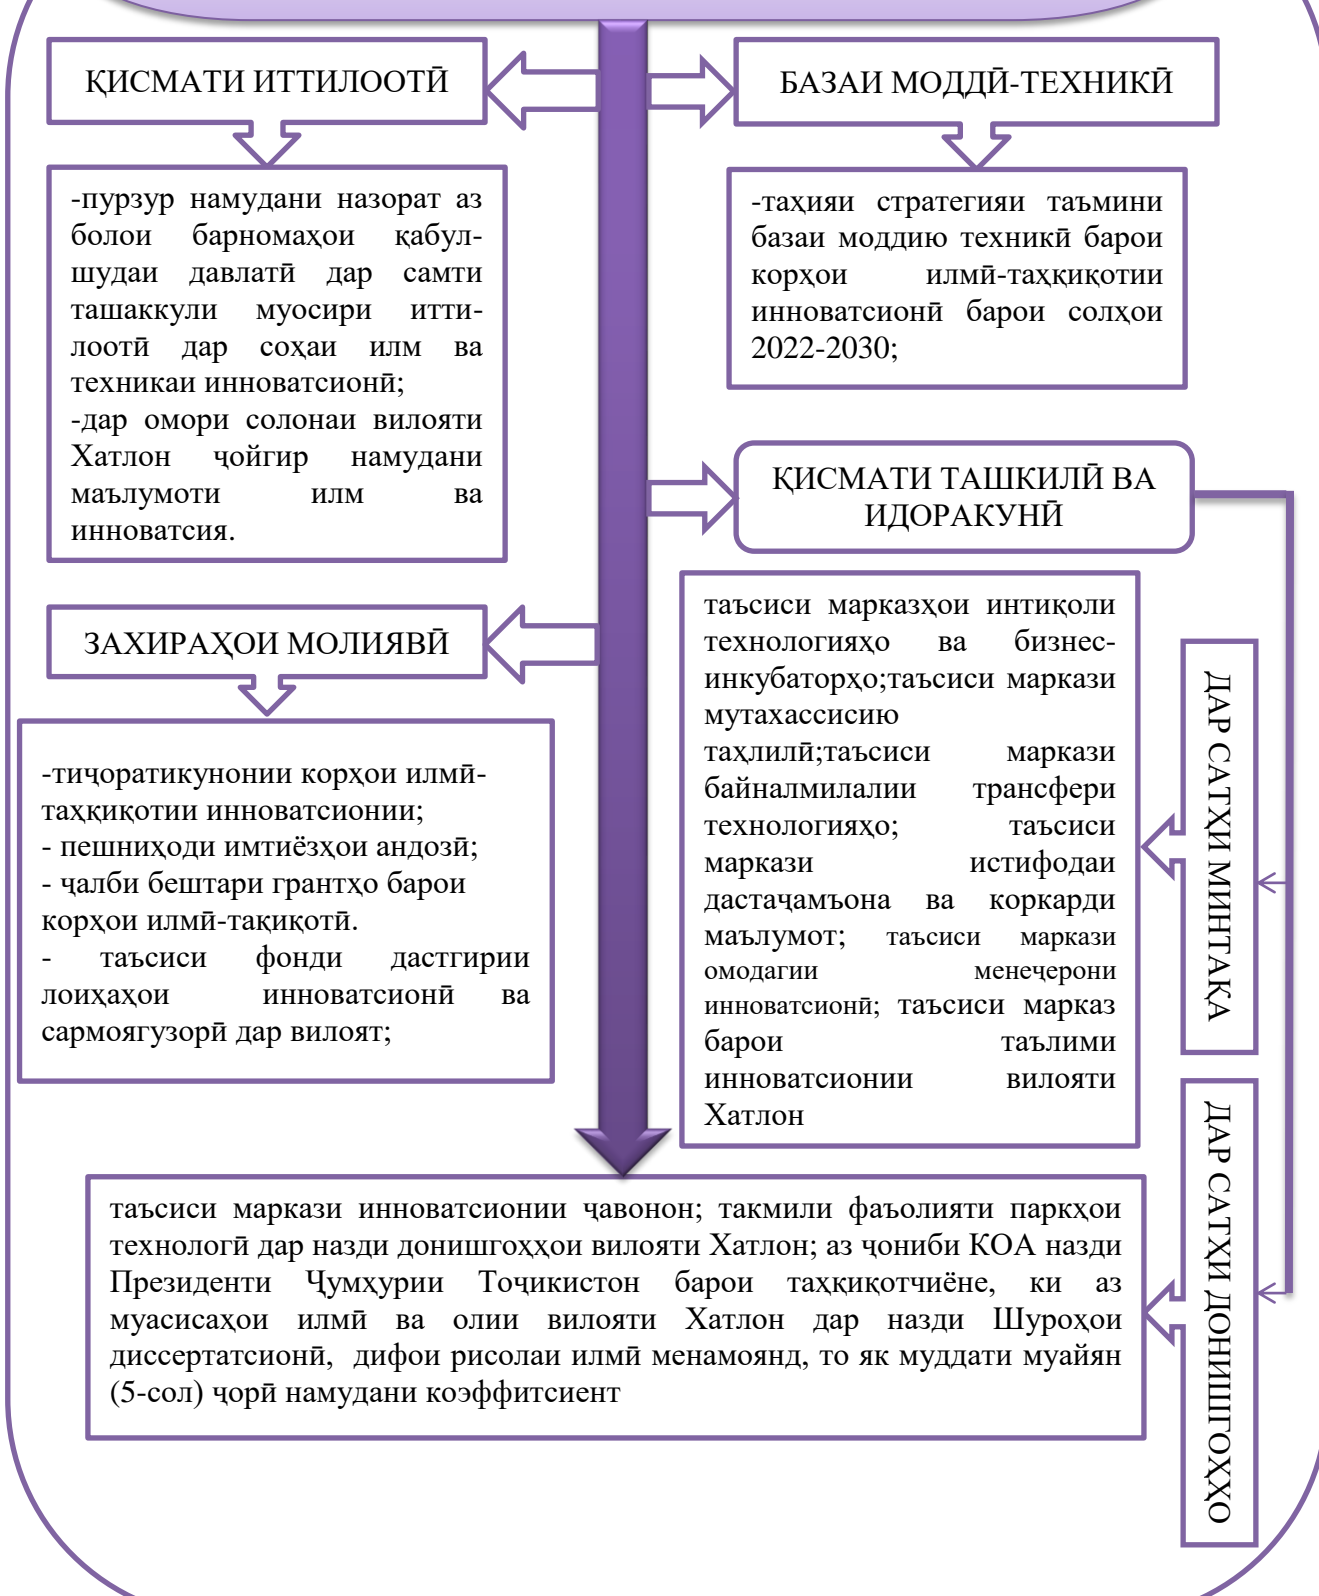 ҚИСМАТИ ИТТИЛООТӢ
-пурзур намудани назорат аз
болои барномаҳои қабул-
шудаи давлатӣ дар самти
ташаккули муосири итти-
лоотӣ дар соҳаи илм ва
техникаи инноватсионӣ;
-дар омори солонаи вилояти
Хатлон ҷойгир намудани
маълумоти илм ва
инноватсия.
БАЗАИ МОДДӢ-ТЕХНИКӢ
-таҳияи стратегияи таъмини
базаи моддию техникӣ барои
корҳои илмӣ-таҳқиқотии
инноватсионӣ барои солҳои
2022-2030;
ЗАХИРАҲОИ МОЛИЯВӢ
-тиҷоратикунонии корҳои илмӣ-
таҳқиқотии инноватсионии;
- пешниҳоди имтиёзҳои андозӣ;
- ҷалби бештари грантҳо барои
корҳои илмӣ-тақиқотӣ.
- таъсиси фонди дастгирии
лоиҳаҳои инноватсионӣ ва
сармоягузорӣ дар вилоят;
ҚИСМАТИ ТАШКИЛӢ ВА
ИДОРАКУНӢ
таъсиси марказҳои интиқоли
технологияҳо ва бизнес-
инкубаторҳо;таъсиси маркази
мутахассисию
таҳлилӣ;таъсиси маркази
байналмилалии трансфери
технологияҳо; таъсиси
маркази истифодаи
дастаҷамъона ва коркарди
маълумот; таъсиси маркази
омодагии менеҷерони
инноватсионӣ; таъсиси марказ
барои таълими
инноватсионии вилояти
Хатлон
ДАР САТҲИ МИНТАҚА
таъсиси маркази инноватсионии ҷавонон; такмили фаъолияти паркҳои
технологӣ дар назди донишгоҳҳои вилояти Хатлон; аз ҷониби КОА назди
Президенти Ҷумҳурии Тоҷикистон барои таҳқиқотчиёне, ки аз
муасисаҳои илмӣ ва олии вилояти Хатлон дар назди Шуроҳои
диссертатсионӣ, дифои рисолаи илмӣ менамоянд, то як муддати муайян
(5-сол) ҷорӣ намудани коэффитсиент
ДАР САТҲИ ДОНИШГОҲҲО